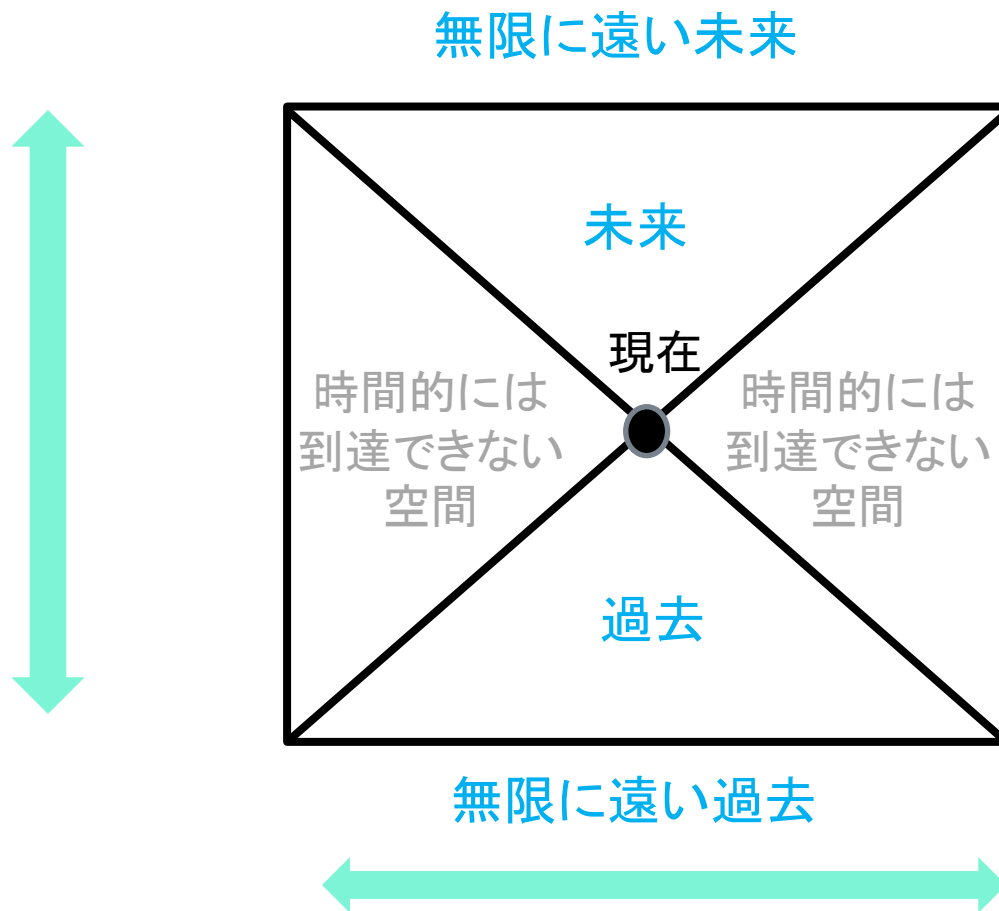 無限に遠い未来
未来
現在
時間的には
到達できない
空間
時間的には
到達できない
空間
過去
無限に遠い過去